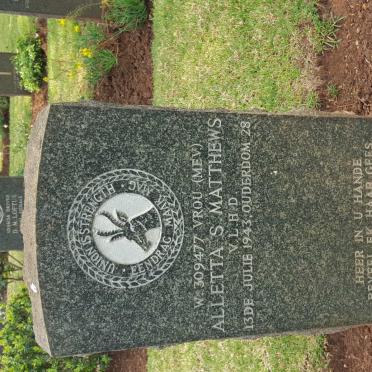 UNION IS STRENGTH · EENDRAG MAAK MAG
W. 309477 VROU (MEV)
ALLETTA S. MATTHEWS
V. L. H. D.
13DE JULIE 1943. OUDERDOM 28
HEER IN U HANDE
BEVEEL EK HAAR GEES